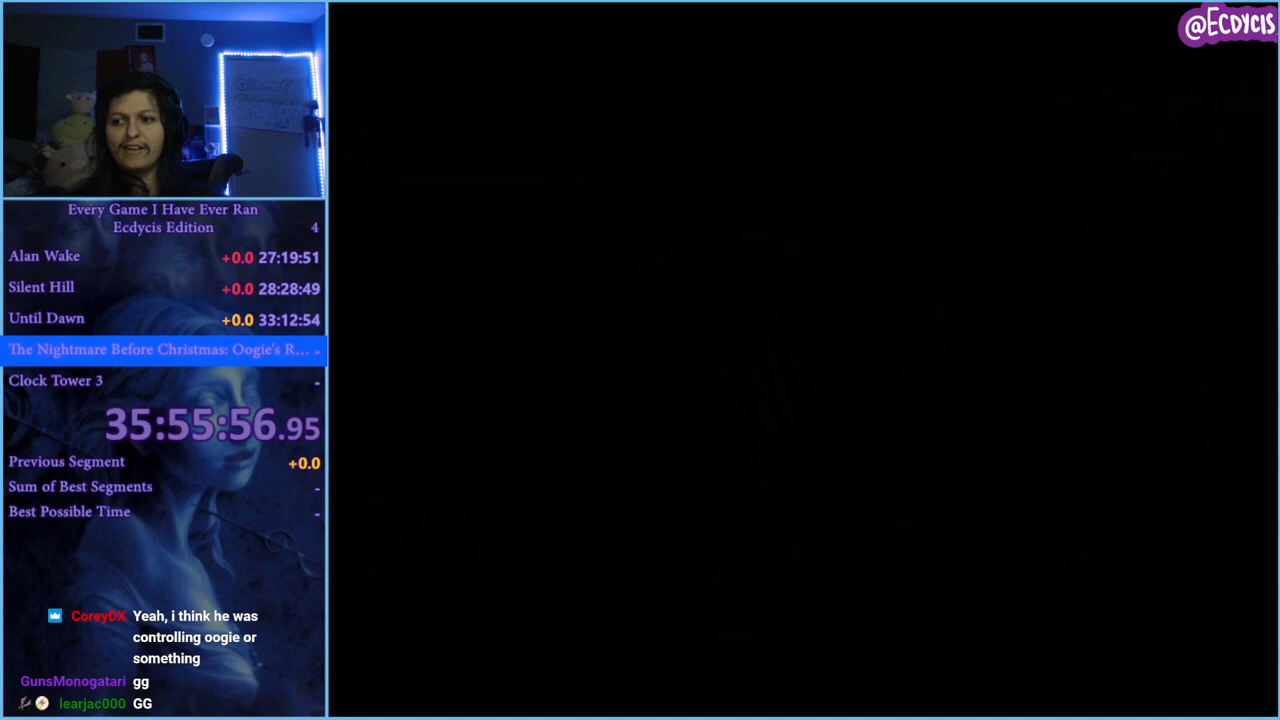 @ECDYCIS
GAME
Every Game I Have Ever Ran
Ecdycis Edition 4
Alan Wake +0.0 27:19:51
Silent Hill +0.0 28:28:49
Until Dawn +0.0 33:12:54
The Nightmare Before Christmas: Oogie's R... -
Clock Tower 3 -
35:55:56.95
Previous Segment +0.0
Sum of Best Segments -
Best Possible Time -
CoreyDX Yeah, i think he was
controlling oogie or
something
GunsMonogatari gg
learjac000 GG